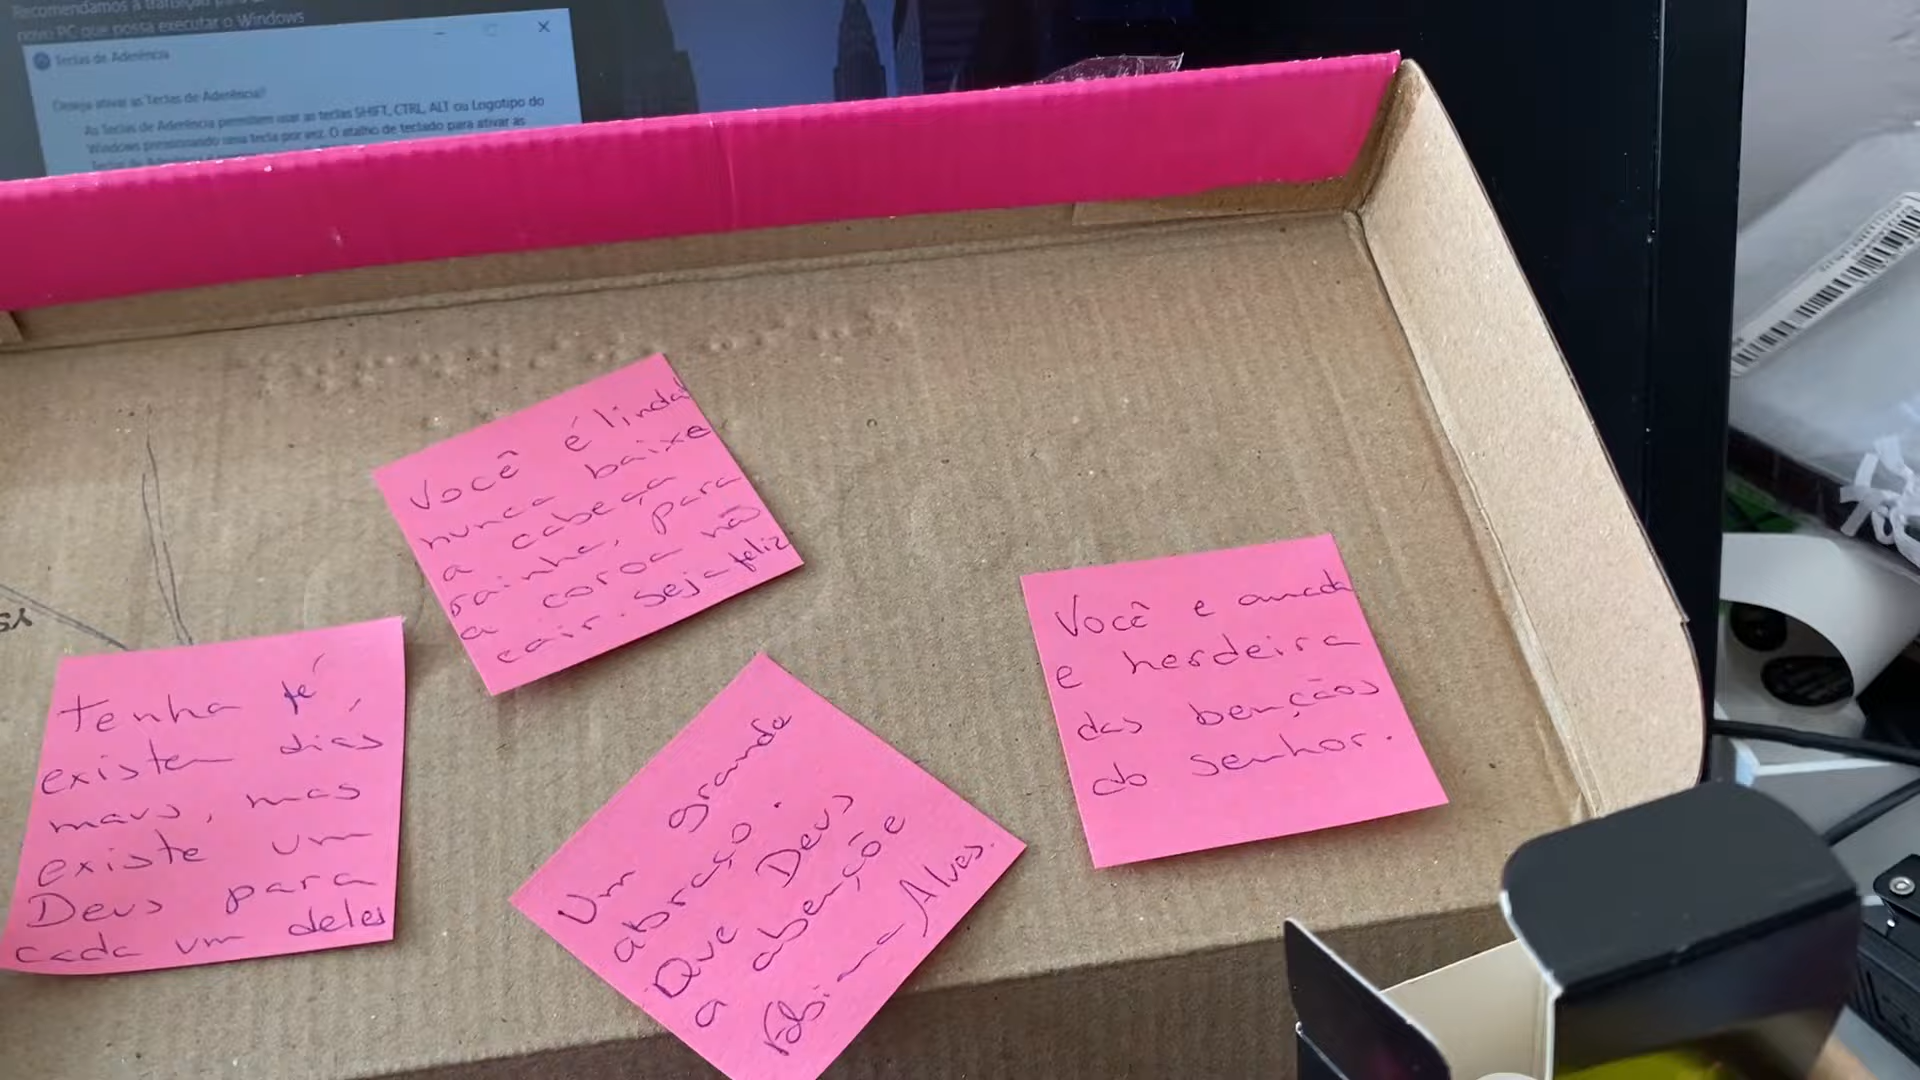 Recomendamos a transição para
novo PC que possa executar o Windows
Teclas de Aderência
Deseja ativar as Teclas de Aderência?
As Teclas de Aderência permitem usar as teclas SHIFT, CTRL, ALT ou Logotipo do
Windows pressionando uma tecla por vez. O atalho de teclado para ativar as
Você é linda
nunca baixe
a cabeça
rainha, para
a coroa não
cair. seja feliz
tenha fé,
existem dias
maus, mas
existe um
Deus para
cada um deles
Um grande
abraço.
Que Deus
a abençõe
Alves.
Você e amada
e herdeira
das bençãos
do senhor.